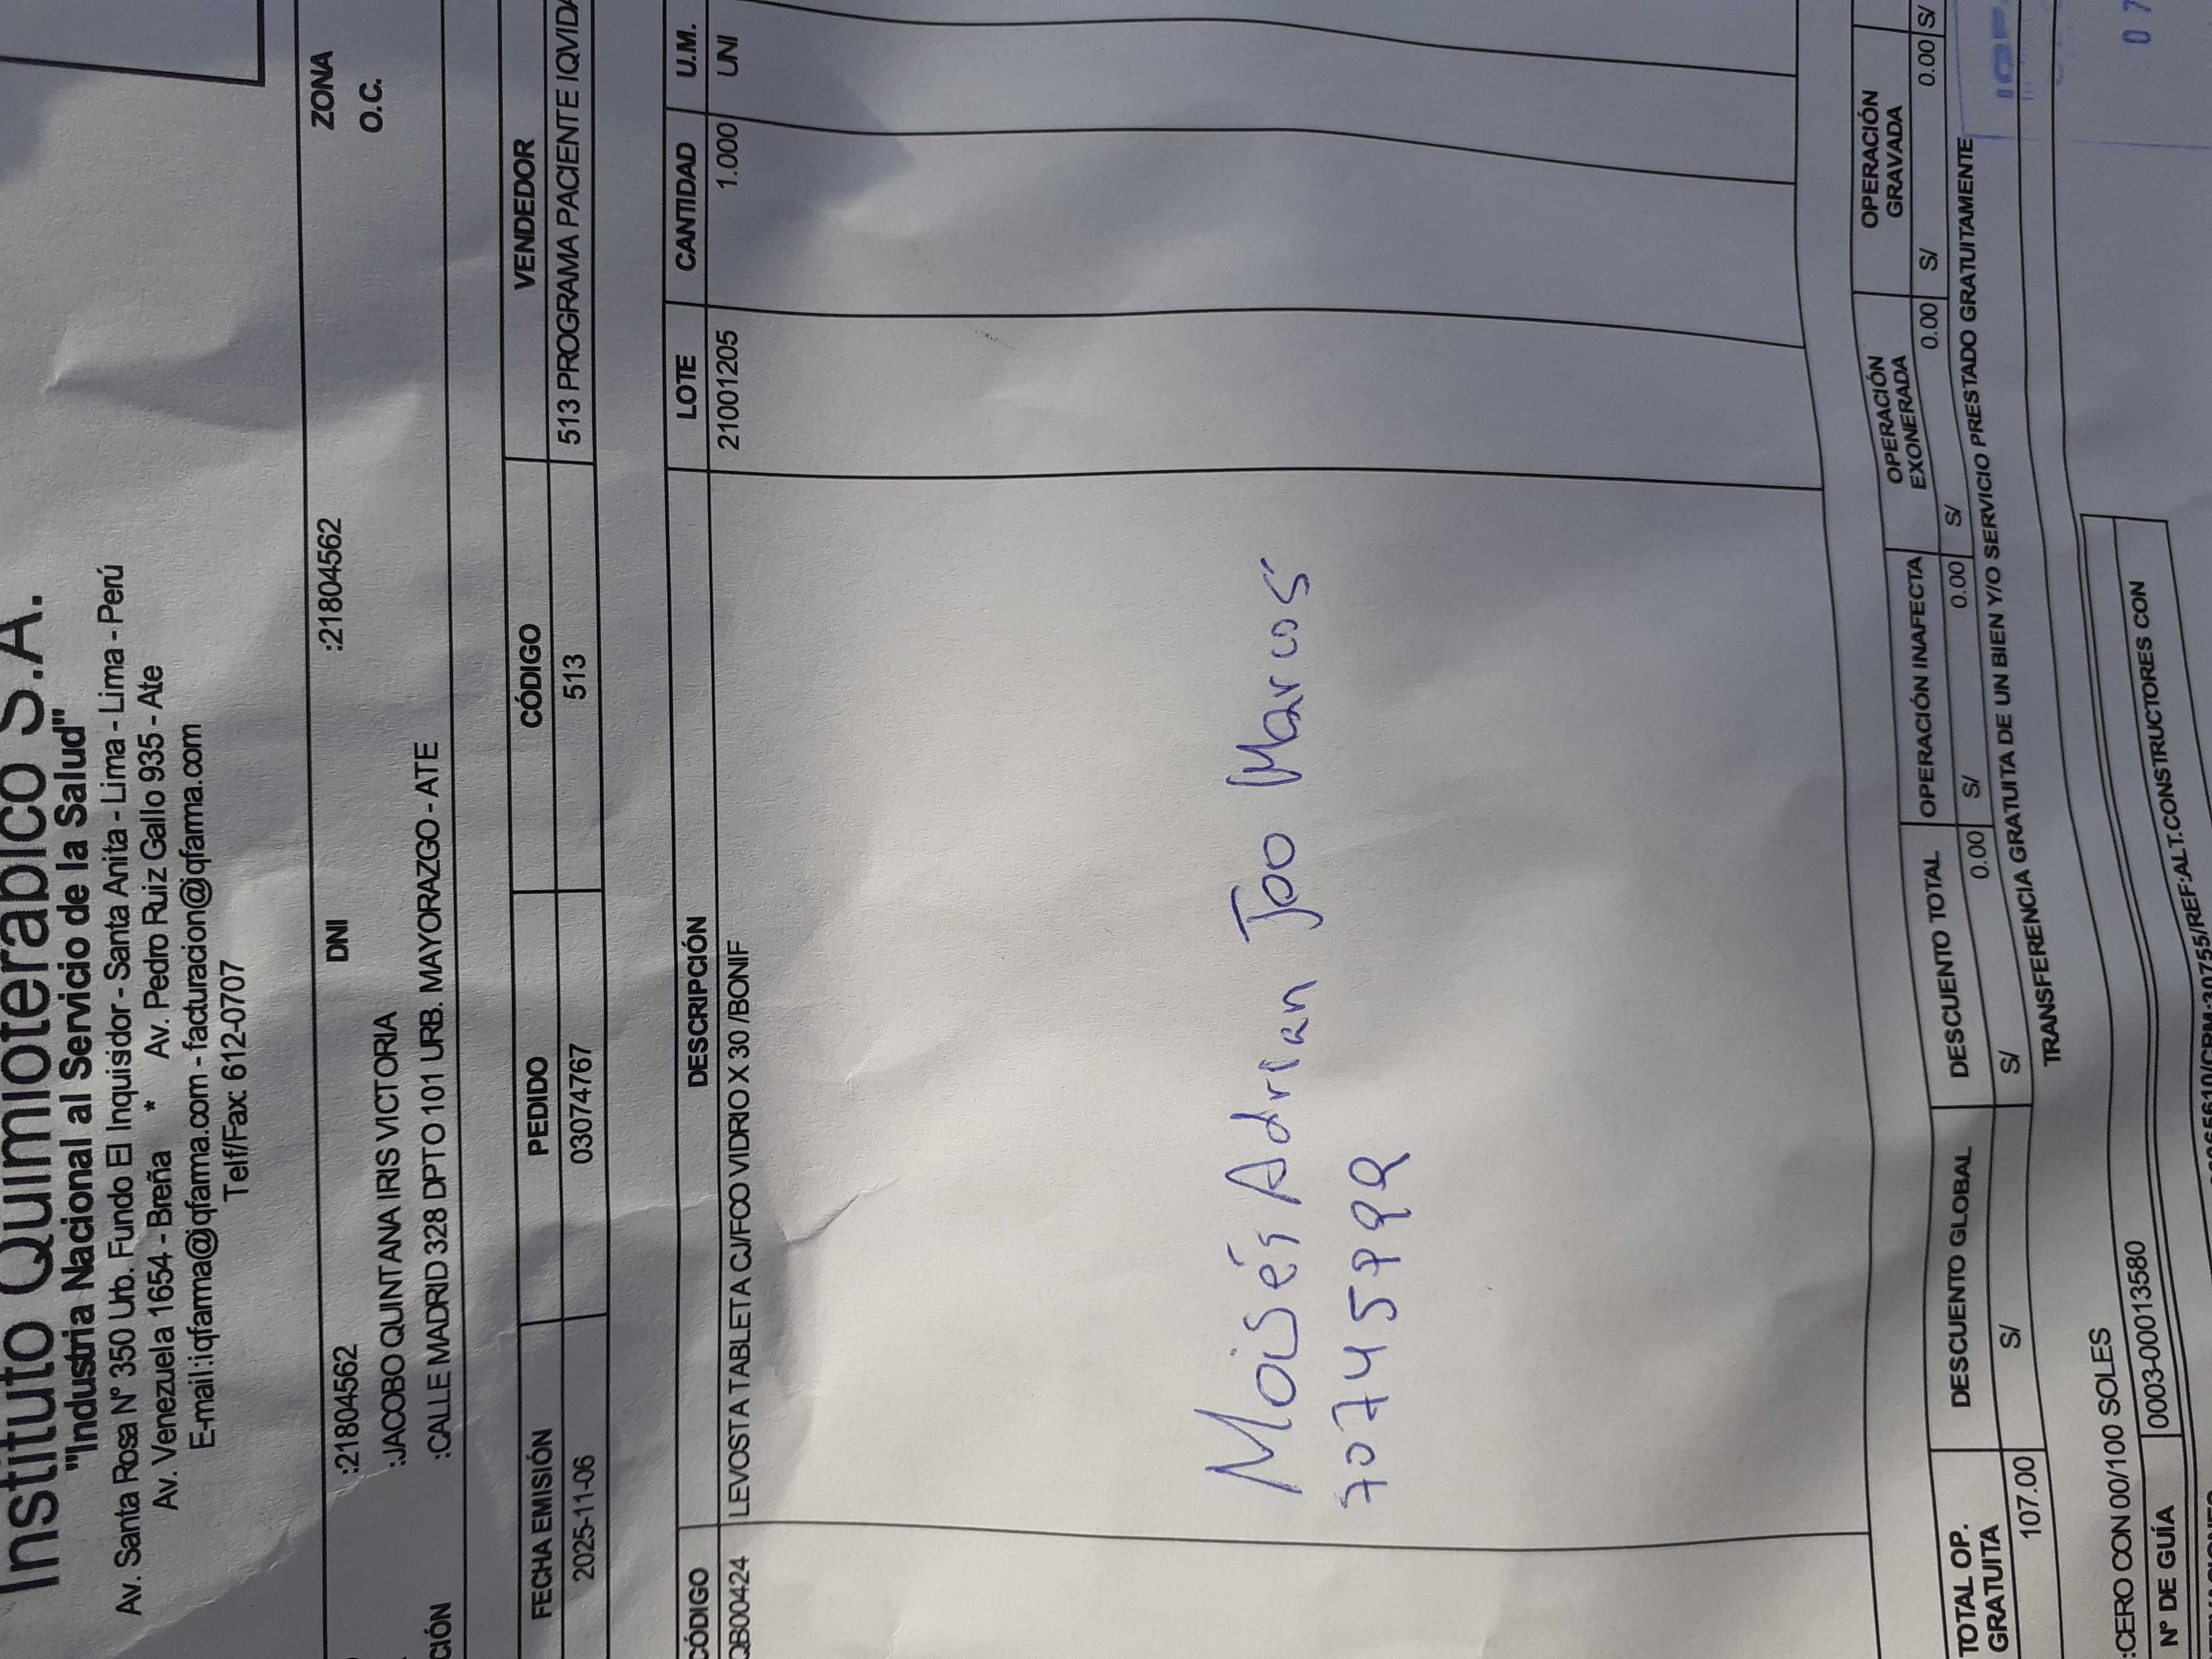 Instituto Quimioterabico S.A.
"Industria Nacional al Servicio de la Salud"
Av. Santa Rosa N° 350 Urb. Fundo El Inquisidor - Santa Anita - Lima - Lima - Perú
Av. Venezuela 1654 - Breña * Av. Pedro Ruiz Gallo 935 - Ate
E-mail:iqfarma@iqfarma.com - facturacion@iqfarma.com
Telf/Fax: 612-0707
:21804562 DNI :21804562 ZONA
:JACOBO QUINTANA IRIS VICTORIA O.C.
CIÓN :CALLE MADRID 328 DPTO 101 URB. MAYORAZGO - ATE
FECHA EMISIÓN PEDIDO CÓDIGO VENDEDOR
2025-11-06 03074767 513 513 PROGRAMA PACIENTE IQVIDA
CÓDIGO DESCRIPCIÓN LOTE CANTIDAD U.M.
QB00424 LEVOSTA TABLETA CJ/FCO VIDRIO X 30 /BONIF 21001205 1.000 UNI
Moisés Adrian Joo Marcos
TOTAL OP. GRATUITA DESCUENTO GLOBAL DESCUENTO TOTAL OPERACIÓN INAFECTA OPERACIÓN EXONERADA OPERACIÓN GRAVADA
107.00 S/ S/ 0.00 S/ 0.00 S/ 0.00 S/ 0.00 S/
TRANSFERENCIA GRATUITA DE UN BIEN Y/O SERVICIO PRESTADO GRATUITAMENTE
:CERO CON 00/100 SOLES
N° DE GUÍA 0003-00013580
/REF:ALT.CONSTRUCTORES CON
0 7